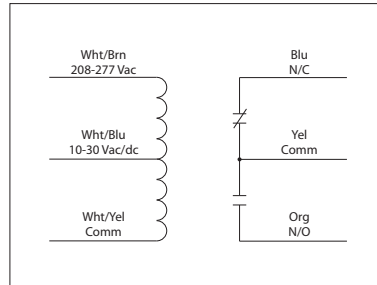 Wht/Brn
208-277 Vac
Wht/Blu
10-30 Vac/dc
Wht/Yel
Comm
Blu
N/C
Yel
Comm
Org
N/O